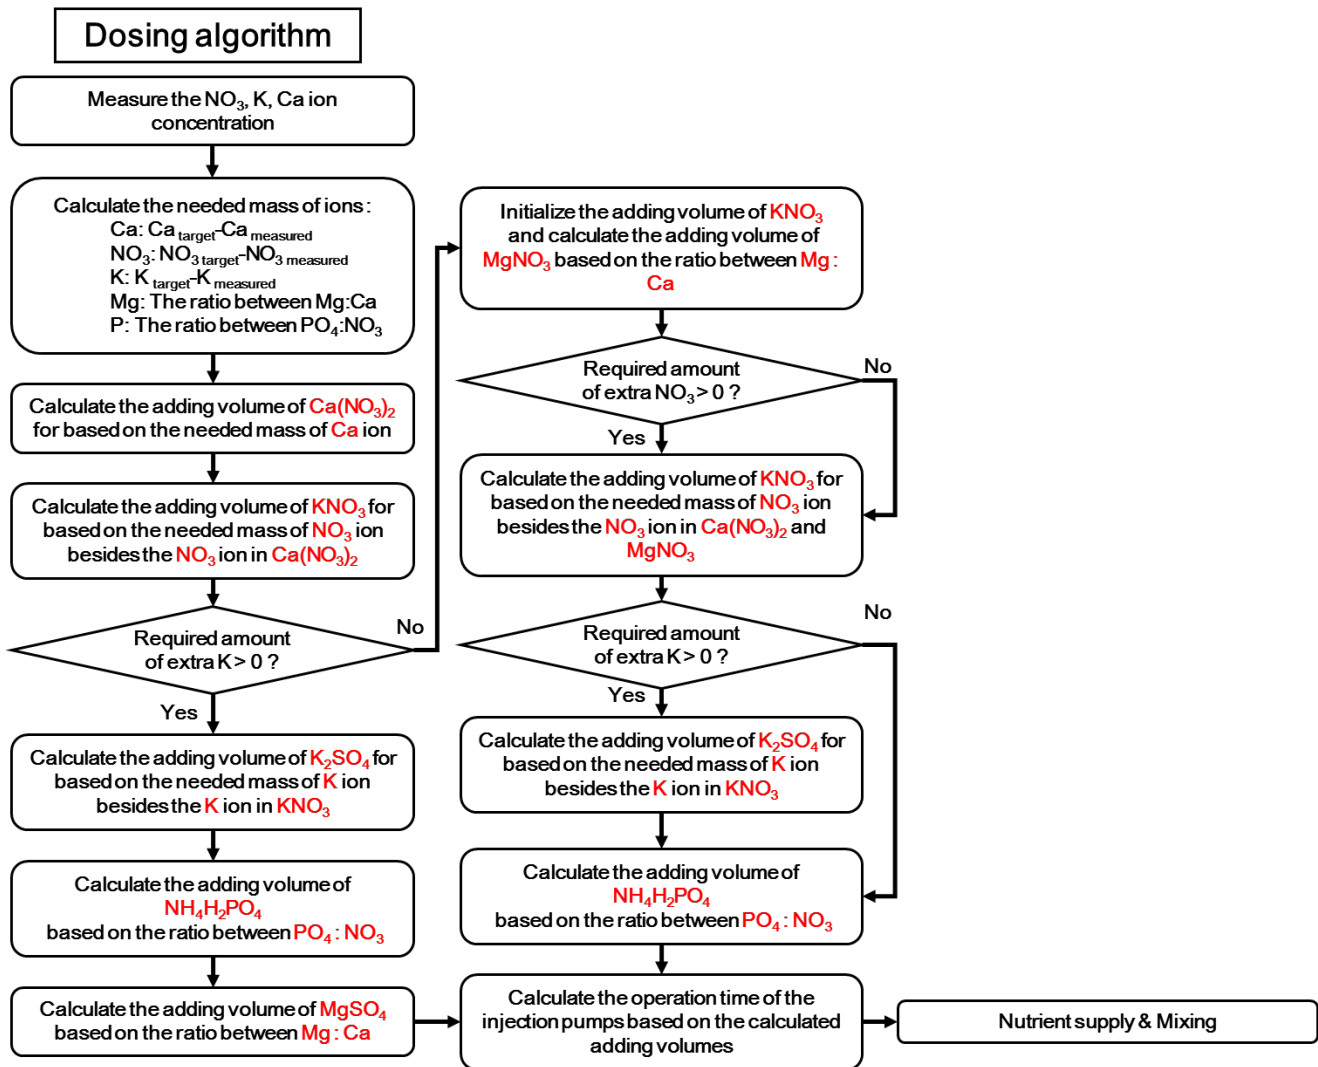 Dosing algorithm
Measure the NO₃, K, Ca ion
concentration
Calculate the needed mass of ions :
Ca: Ca target-Ca measured
NO₃: NO₃ target-NO₃ measured
K: K target-K measured
Mg: The ratio between Mg:Ca
P: The ratio between PO₄:NO₃
Calculate the adding volume of Ca(NO₃)₂
for based on the needed mass of Ca ion
Calculate the adding volume of KNO₃ for
based on the needed mass of NO₃ ion
besides the NO₃ ion in Ca(NO₃)₂
Required amount
of extra K > 0 ?
No
Yes
Calculate the adding volume of K₂SO₄ for
based on the needed mass of K ion
besides the K ion in KNO₃
Calculate the adding volume of
NH₄H₂PO₄
based on the ratio between PO₄ : NO₃
Calculate the adding volume of MgSO₄
based on the ratio between Mg : Ca
Initialize the adding volume of KNO₃
and calculate the adding volume of
MgNO₃ based on the ratio between Mg :
Ca
Required amount
of extra NO₃ > 0 ?
No
Yes
Calculate the adding volume of KNO₃ for
based on the needed mass of NO₃ ion
besides the NO₃ ion in Ca(NO₃)₂ and
MgNO₃
Required amount
of extra K > 0 ?
No
Yes
Calculate the adding volume of K₂SO₄ for
based on the needed mass of K ion
besides the K ion in KNO₃
Calculate the adding volume of
NH₄H₂PO₄
based on the ratio between PO₄ : NO₃
Calculate the operation time of the
injection pumps based on the calculated
adding volumes
Nutrient supply & Mixing